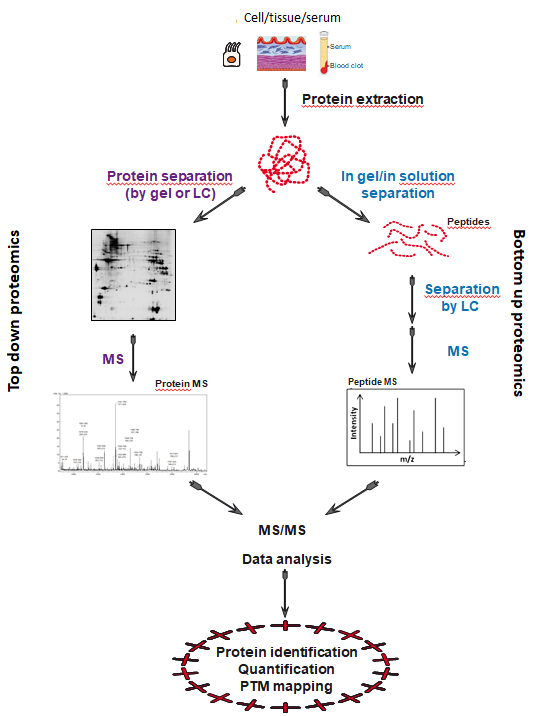 Cell/tissue/serum
Serum
Blood clot
Protein extraction
Protein separation
(by gel or LC)
In gel/in solution
separation
Peptides
Top down proteomics
Bottom up proteomics
Separation
by LC
MS
MS
Protein MS
Peptide MS
Intensity
m/z
MS/MS
Data analysis
Protein identification
Quantification
PTM mapping